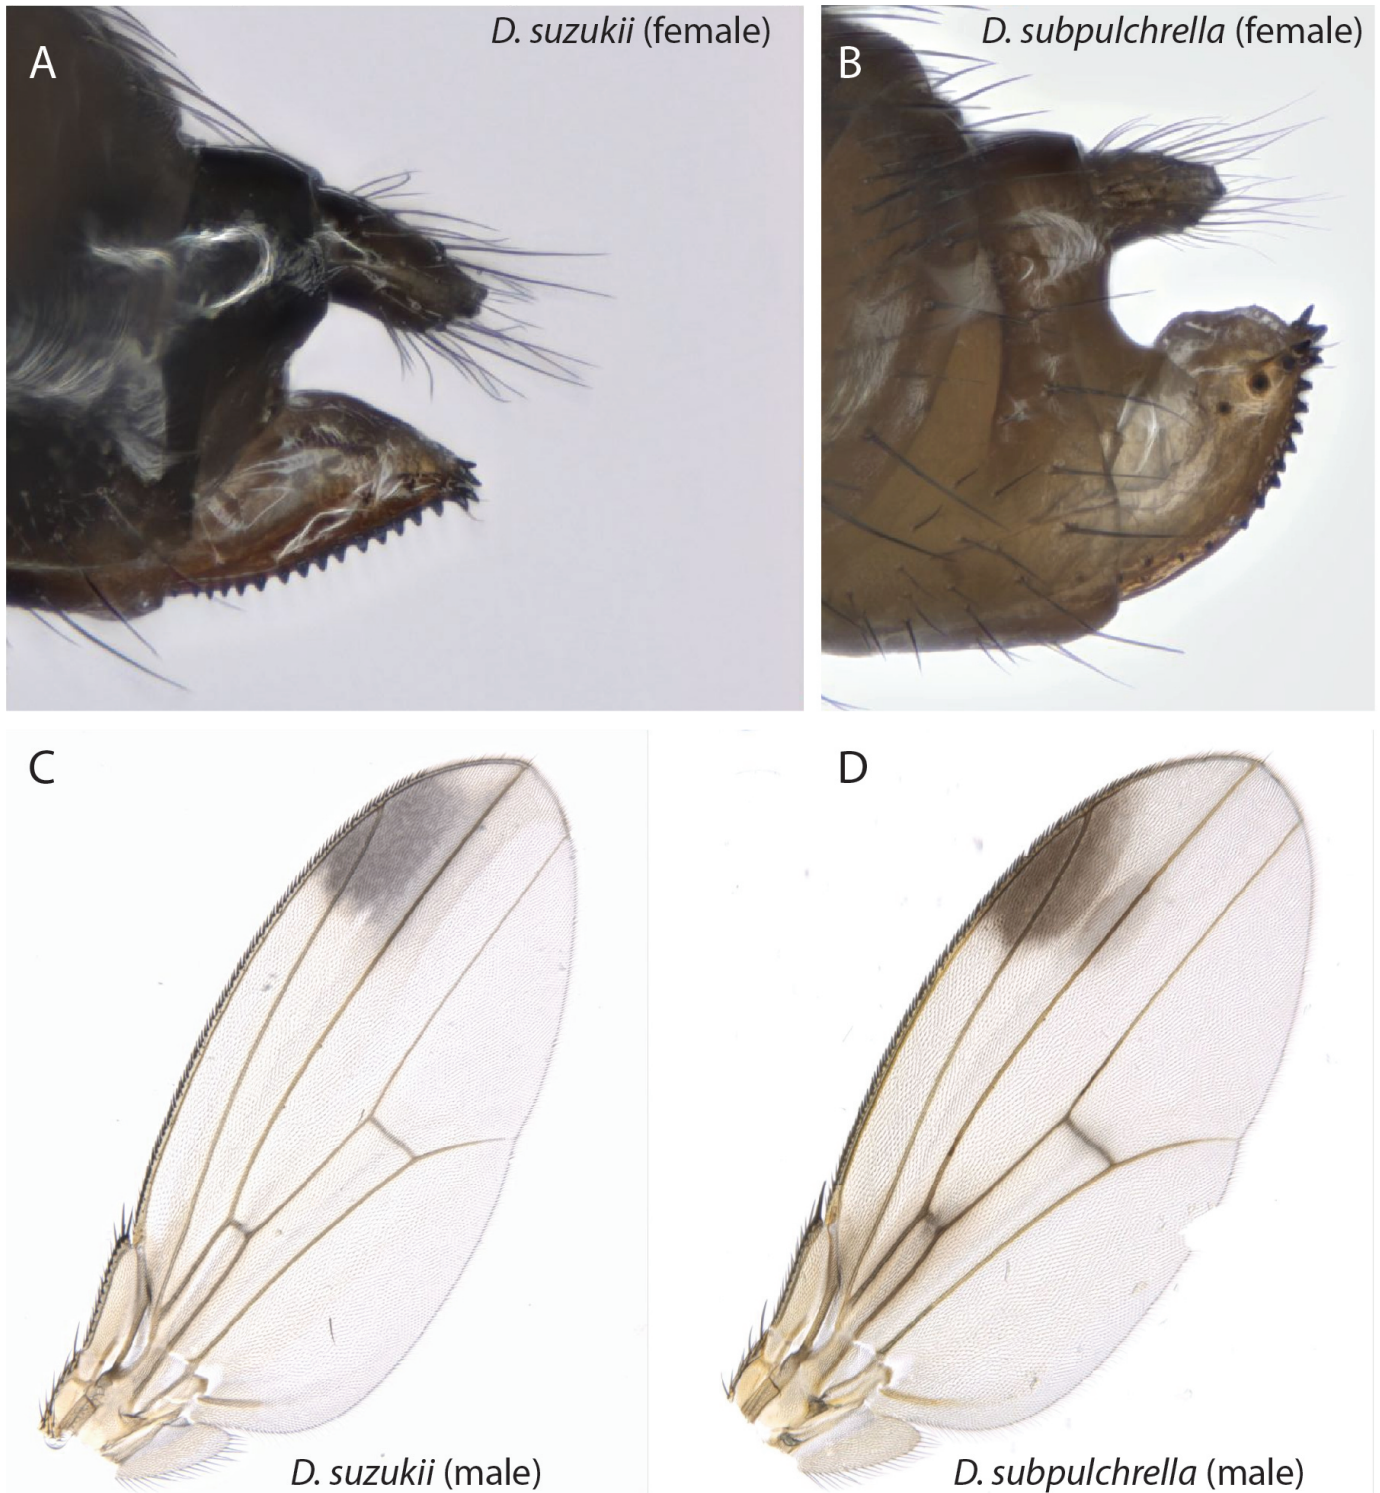 A
D. suzukii (female)
B
D. subpulchrella (female)
C
D. suzukii (male)
D
D. subpulchrella (male)